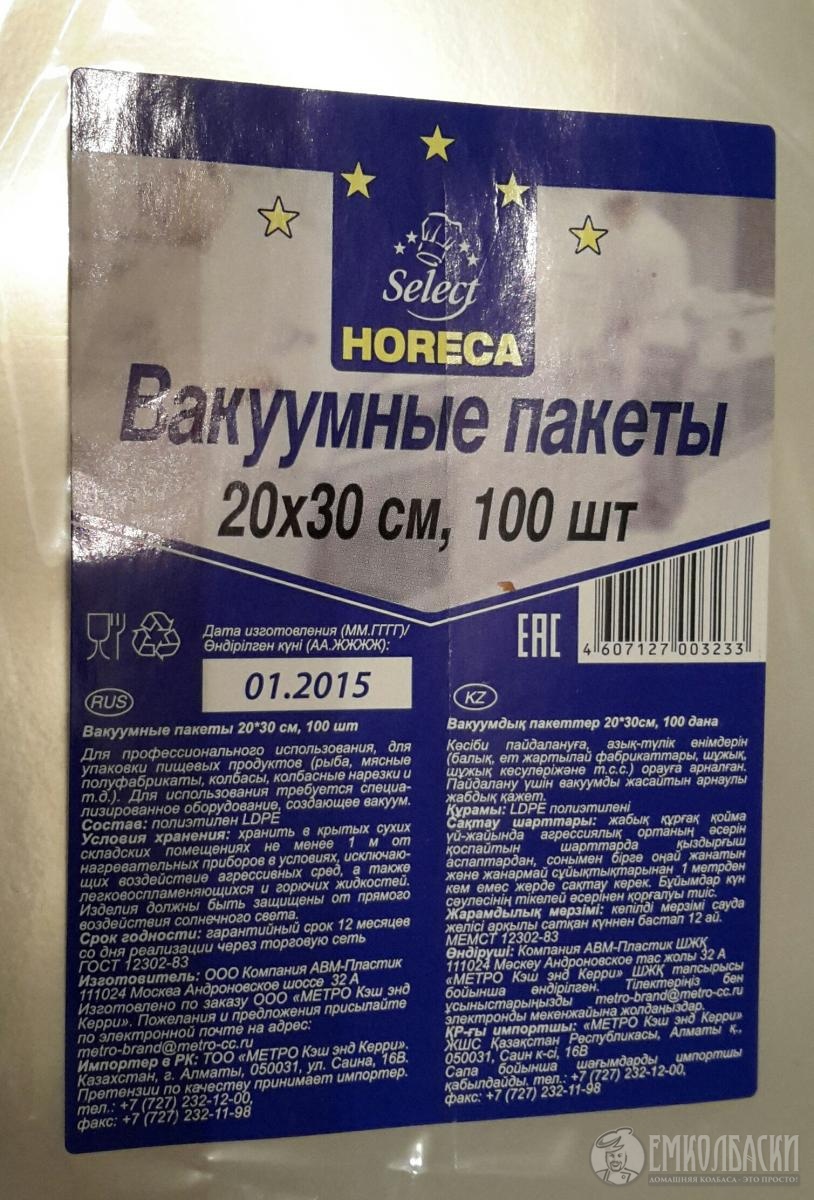 Select
HORECA
Вакуумные пакеты
20x30 см, 100 шт
Дата изготовления (ММ.ГГГГ)/
Өндірілген күні (АА.ЖЖЖЖ):
01.2015
EAC
4 607127 003233
RUS
Вакуумные пакеты 20*30 см, 100 шт
Для профессионального использования, для
упаковки пищевых продуктов (рыба, мясные
полуфабрикаты, колбасы, колбасные нарезки и
т.д.). Для использования требуется специа-
лизированное оборудование, создающее вакуум.
Состав: полиэтилен LDPE
Условия хранения: хранить в крытых сухих
складских помещениях не менее 1 м от
нагревательных приборов в условиях, исключаю-
щих воздействие агрессивных сред, а также
легковоспламеняющихся и горючих жидкостей.
Изделия должны быть защищены от прямого
воздействия солнечного света.
Срок годности: гарантийный срок 12 месяцев
со дня реализации через торговую сеть
ГОСТ 12302-83
Изготовитель: ООО Компания АВМ-Пластик
111024 Москва Андроновское шоссе 32 А
Изготовлено по заказу ООО «МЕТРО Кэш энд
Керри». Пожелания и предложения присылайте
по электронной почте на адрес:
metro-brand@metro-cc.ru
Импортер в РК: ТОО «МЕТРО Кэш энд Керри».
Казахстан, г. Алматы, 050031, ул. Саина, 16В.
Претензии по качеству принимает импортер.
тел.: +7 (727) 232-12-00,
факс: +7 (727) 232-11-98
KZ
Вакуумдық пакеттер 20*30см, 100 дана
Кәсіби пайдалануға, азық-түлік өнімдерін
(балық, ет жартылай фабрикаттары, шұжық,
шұжық кесулеріжәне т.с.с.) орауға арналған.
Пайдалану үшін вакуумды жасайтын арнаулы
жабдық қажет.
Құрамы: LDPE полиэтилені
Сақтау шарттары: жабық құрғақ қойма
үй-жайында агрессиялық ортаның әсерін
қоспайтын шарттарда қыздырғыш
аспаптардан, сонымен бірге оңай жанатын
және жанармай сұйықтықтарынан 1 метрден
кем емес жерде сақтау керек. Бұйымдар күн
сәулесінің тікелей әсерінен қорғалуы тиіс.
Жарамдылық мерзімі: кепілді мерзімі сауда
желісі арқылы сатқан күннен бастап 12 ай.
МЕМСТ 12302-83
Өндіруші: Компания АВМ-Пластик ШЖҚ
111024 Мәскеу Андроновское тас жолы 32 А
«МЕТРО Кэш энд Керри» ШЖҚ тапсырысы
бойынша өндірілген. Тілектеріңіз бен
ұсыныстарыңызды metro-brand@metro-cc.ru
электронды мекенжайына жолдаңыздар.
ҚР-ғы импортшы: «МЕТРО Кэш энд Керри»
ЖШС Қазақстан Республикасы, Алматы қ.,
050031, Саин к-сі, 16В
Сапа бойынша шағымдарды импортшы
қабылдайды. тел.: +7 (727) 232-12-00,
факс: +7 (727) 232-11-98
ЕМКОЛБАСКИ
ДОМАШНЯЯ КОЛБАСА - ЭТО ПРОСТО!